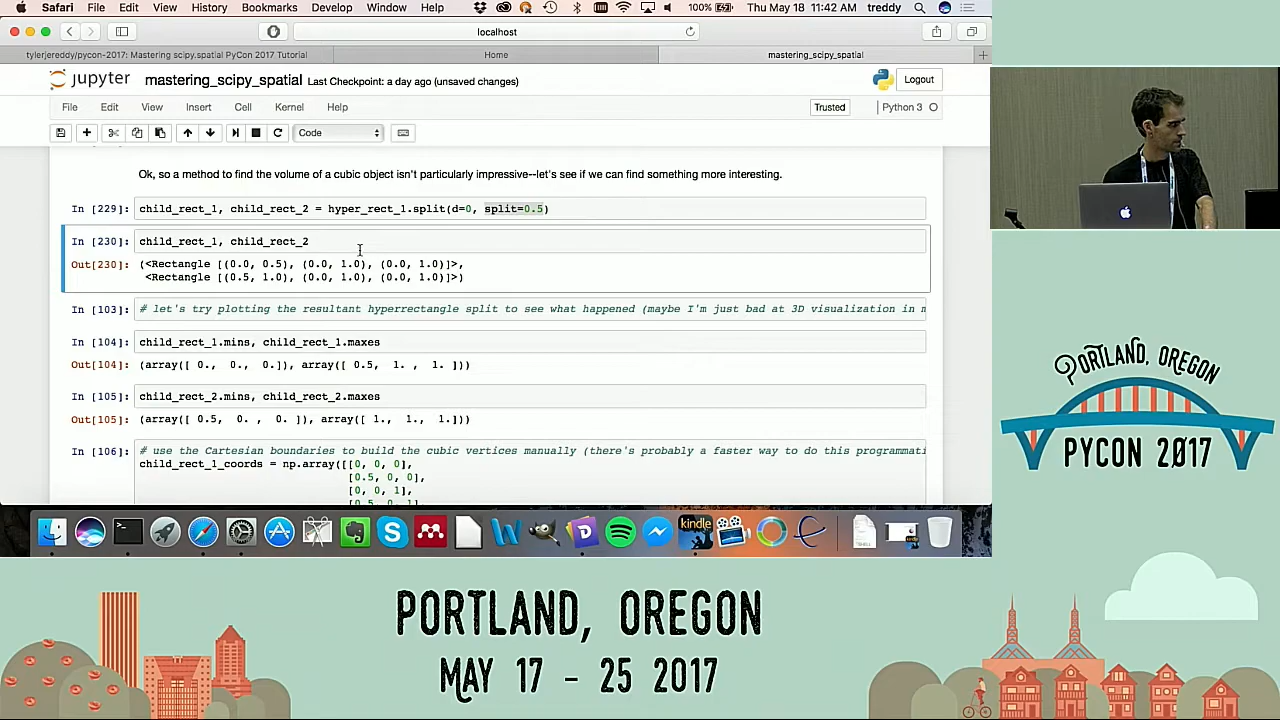 Safari File Edit View History Bookmarks Develop Window Help 100% Thu May 18 11:42 AM treddy
localhost
tylerjereddy/pycon-2017: Mastering scipy.spatial PyCon 2017 Tutorial Home mastering_scipy_spatial
jupyter mastering_scipy_spatial Last Checkpoint: a day ago (unsaved changes) Logout
File Edit View Insert Cell Kernel Help Trusted Python 3
Code
Ok, so a method to find the volume of a cubic object isn't particularly impressive--let's see if we can find something more interesting.
In [229]: child_rect_1, child_rect_2 = hyper_rect_1.split(d=0, split=0.5)
In [230]: child_rect_1, child_rect_2
Out[230]: (<Rectangle [(0.0, 0.5), (0.0, 1.0), (0.0, 1.0)]>,
<Rectangle [(0.5, 1.0), (0.0, 1.0), (0.0, 1.0)]>)
In [103]: # let's try plotting the resultant hyperrectangle split to see what happened (maybe I'm just bad at 3D visualization in
In [104]: child_rect_1.mins, child_rect_1.maxes
Out[104]: (array([ 0., 0., 0.]), array([ 0.5, 1. , 1. ]))
In [105]: child_rect_2.mins, child_rect_2.maxes
Out[105]: (array([ 0.5, 0. , 0. ]), array([ 1., 1., 1.]))
In [106]: # use the Cartesian boundaries to build the cubic vertices manually (there's probably a faster way to do this programmati
child_rect_1_coords = np.array([[0, 0, 0],
[0.5, 0, 0],
[0, 0, 1],
[0.5, 0, 1],
kindle
PORTLAND, OREGON
PYCON 2017
PORTLAND, OREGON
MAY 17 - 25 2017